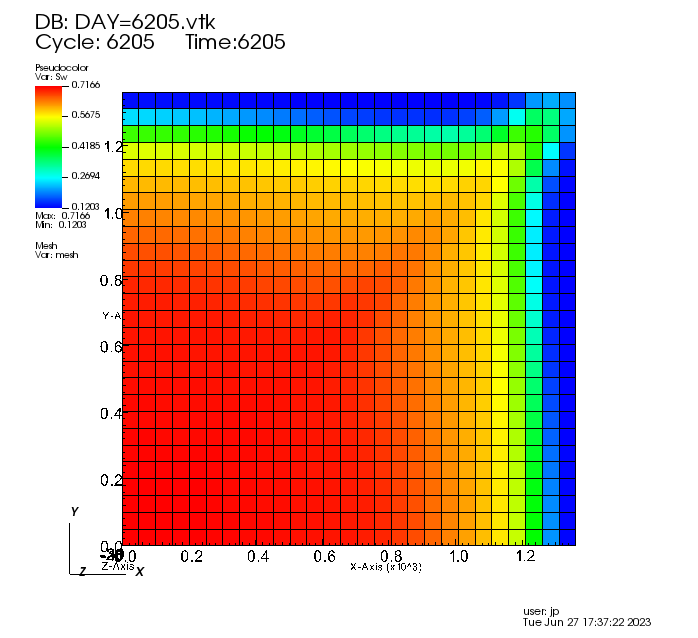 DB: DAY=6205.vtk
Cycle: 6205 Time:6205
Pseudocolor
Var: Sw
0.7166
0.5675
0.4185
0.2694
0.1203
Max: 0.7166
Min: 0.1203
Mesh
Var: mesh
1.2
1.0
0.8
Y-A
0.6
0.4
0.2
0.0
0.0 0.2 0.4 0.6 0.8 1.0 1.2
Z-Axis
X-Axis (x10^3)
Y
Z X
user: jp
Tue Jun 27 17:37:22 2023